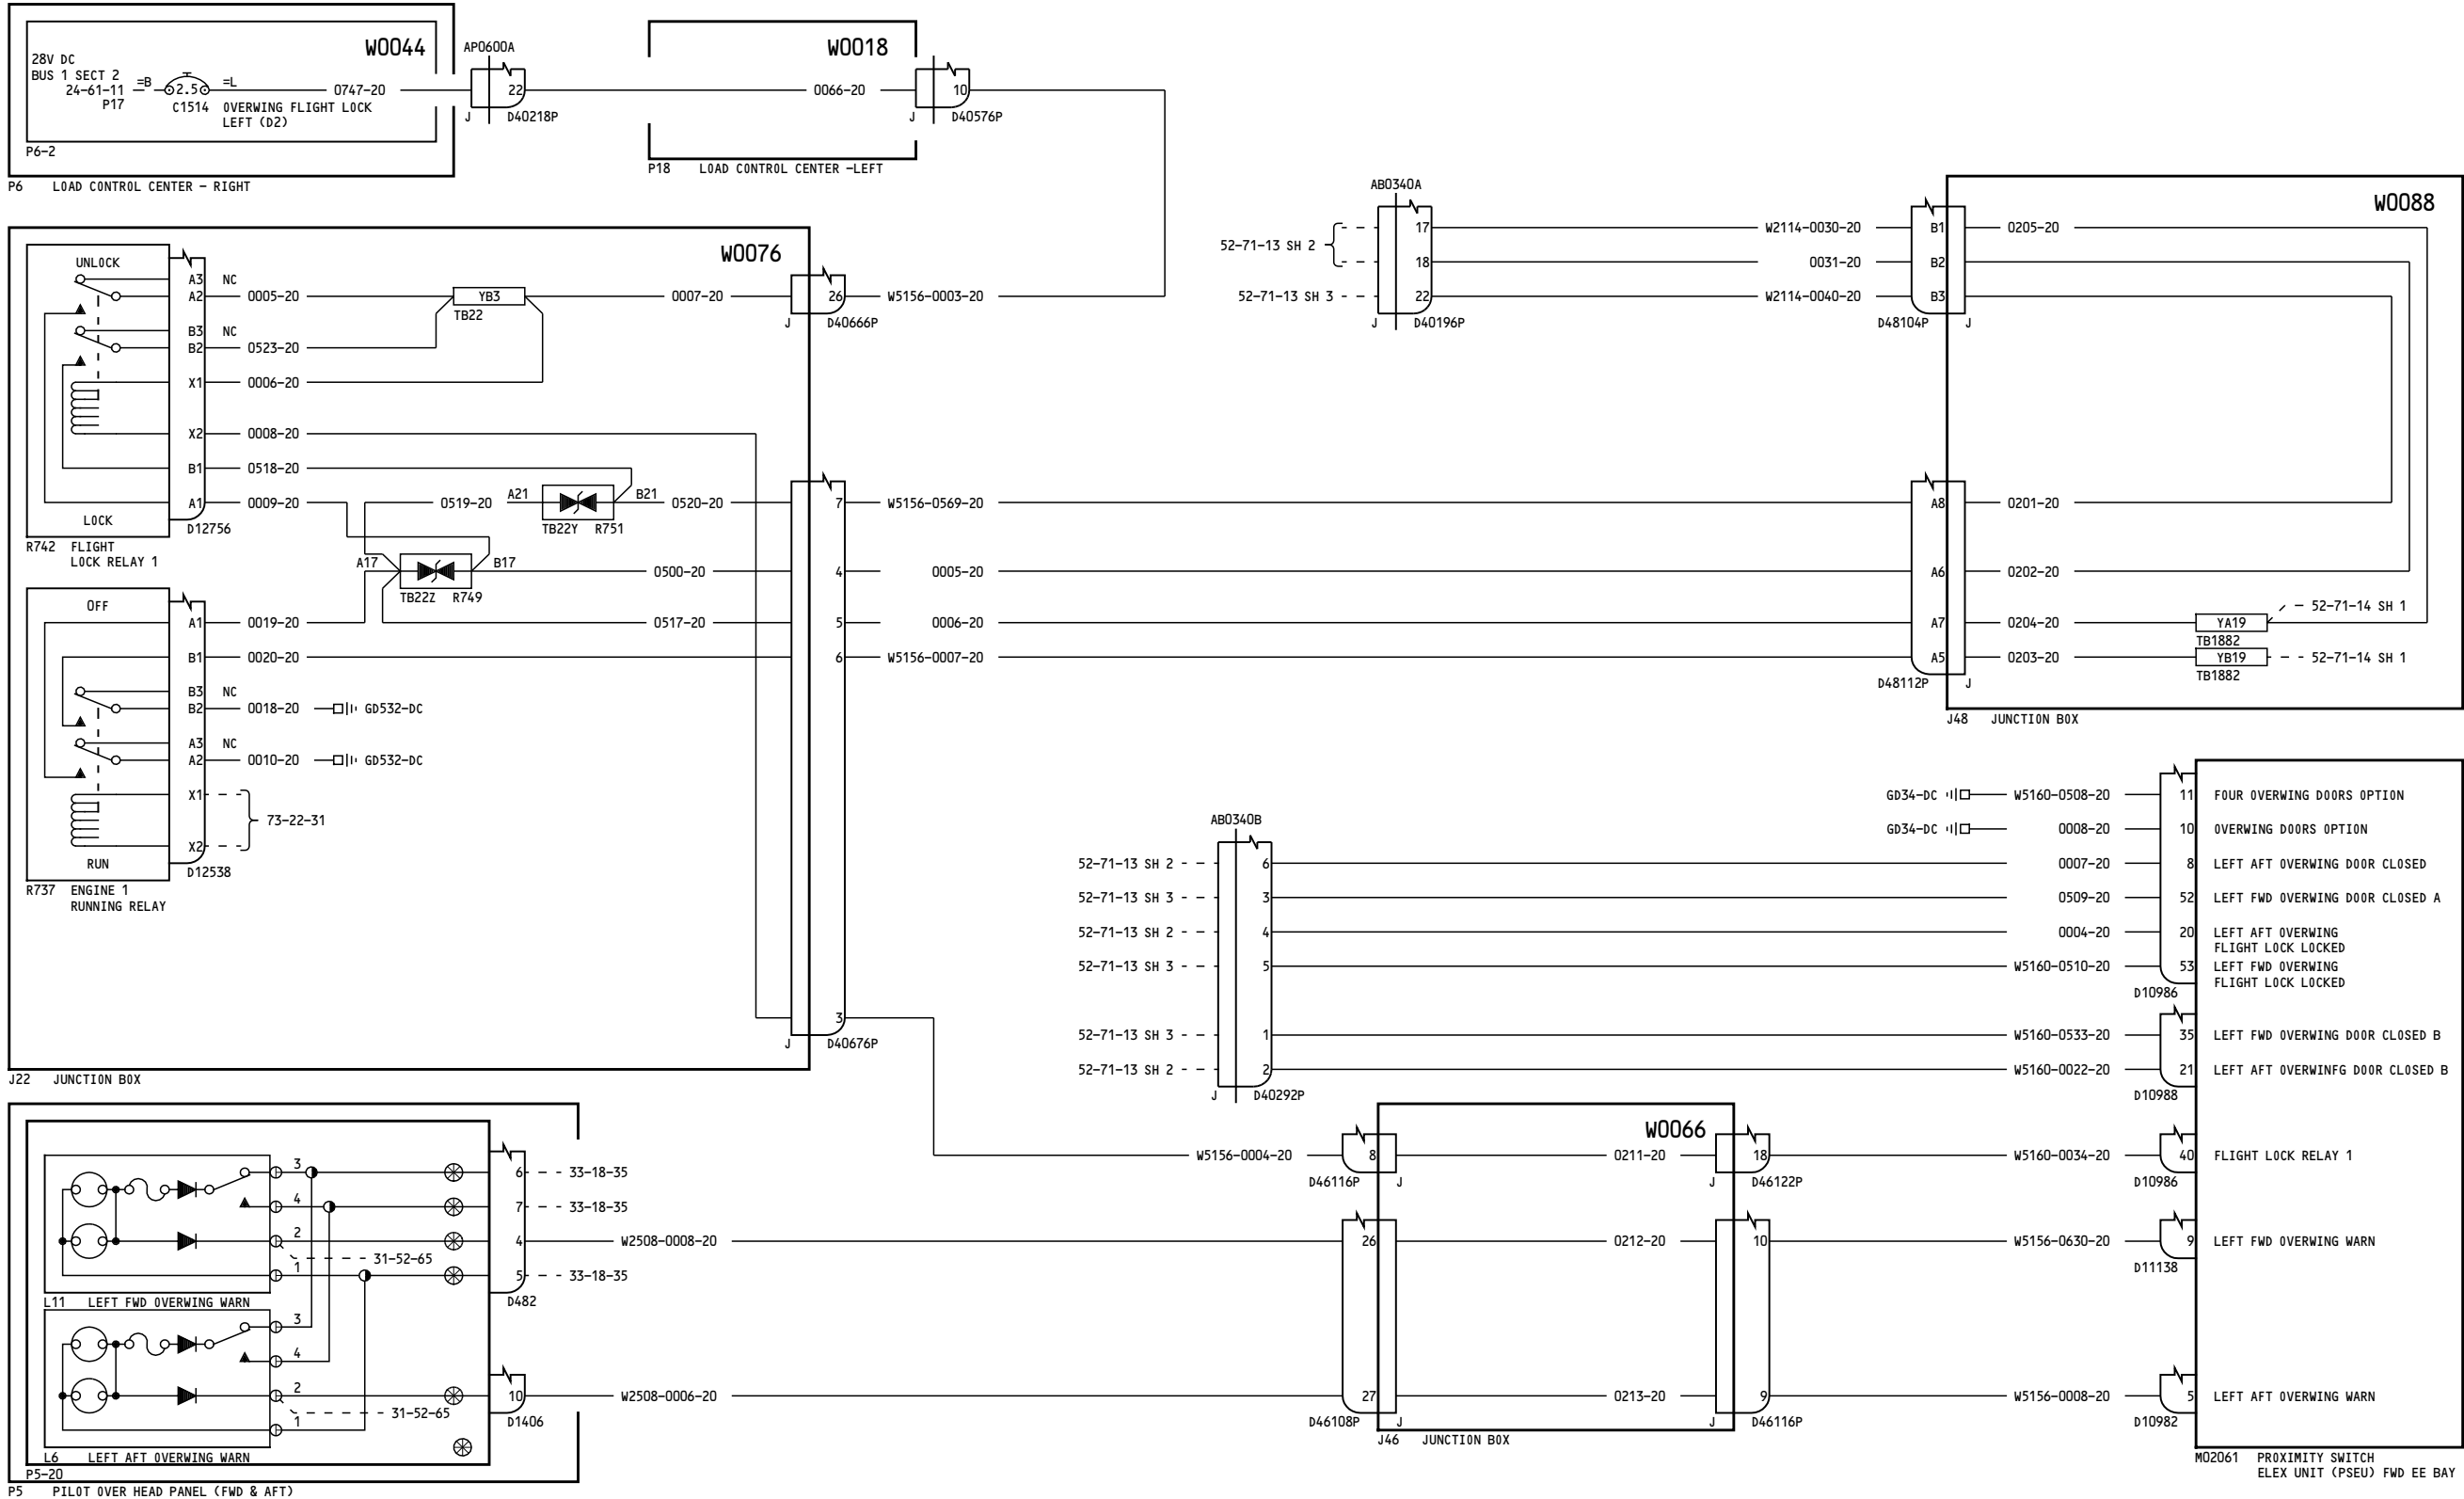 W0044
28V DC
BUS 1 SECT 2
24-61-11
P17
=B
2.5
=L
C1514
OVERWING FLIGHT LOCK
LEFT (D2)
0747-20
P6-2
P6 LOAD CONTROL CENTER - RIGHT
AP0600A
22
J D40218P
W0018
0066-20
10
J D40576P
P18 LOAD CONTROL CENTER -LEFT
W0076
UNLOCK
A3 NC
A2 0005-20
YB3
TB22
0007-20
26
W5156-0003-20
J D40666P
B3 NC
B2 0523-20
X1 0006-20
X2 0008-20
B1 0518-20
A1 0009-20
LOCK
D12756
R742 FLIGHT
LOCK RELAY 1
0519-20
A21
B21
0520-20
TB22Y R751
7
W5156-0569-20
A17
B17
TB22Z R749
0500-20
4
0005-20
OFF
A1 0019-20
0517-20
5
0006-20
B1 0020-20
6
W5156-0007-20
B3 NC
B2 0018-20 GD532-DC
A3 NC
A2 0010-20 GD532-DC
X1
73-22-31
X2
RUN
D12538
R737 ENGINE 1
RUNNING RELAY
3
J D40676P
J22 JUNCTION BOX
AB0340A
52-71-13 SH 2
17
18
52-71-13 SH 3
22
J D40196P
W2114-0030-20
0031-20
W2114-0040-20
W0088
B1 0205-20
B2
B3
D48104P J
A8 0201-20
A6 0202-20
A7 0204-20
YA19
TB1882
52-71-14 SH 1
A5 0203-20
YB19
TB1882
52-71-14 SH 1
D48112P J
J48 JUNCTION BOX
AB0340B
52-71-13 SH 2
6
52-71-13 SH 3
3
52-71-13 SH 2
4
52-71-13 SH 3
5
52-71-13 SH 3
1
52-71-13 SH 2
2
J D40292P
GD34-DC W5160-0508-20 11 FOUR OVERWING DOORS OPTION
GD34-DC 0008-20 10 OVERWING DOORS OPTION
0007-20 8 LEFT AFT OVERWING DOOR CLOSED
0509-20 52 LEFT FWD OVERWING DOOR CLOSED A
0004-20 20 LEFT AFT OVERWING
FLIGHT LOCK LOCKED
W5160-0510-20 53 LEFT FWD OVERWING
FLIGHT LOCK LOCKED
D10986
W5160-0533-20 35 LEFT FWD OVERWING DOOR CLOSED B
W5160-0022-20 21 LEFT AFT OVERWINFG DOOR CLOSED B
D10988
W0066
W5156-0004-20
8
0211-20
18
W5160-0034-20
40 FLIGHT LOCK RELAY 1
D46116P J
J D46122P
D10986
3
6
33-18-35
4
7
33-18-35
2
4
W2508-0008-20
26
0212-20
10
W5156-0630-20
9 LEFT FWD OVERWING WARN
D11138
31-52-65
1
5
33-18-35
D482
L11 LEFT FWD OVERWING WARN
3
4
2
10
W2508-0006-20
27
0213-20
9
W5156-0008-20
5 LEFT AFT OVERWING WARN
31-52-65
D1406
D46108P J
J D46116P
D10982
1
J46 JUNCTION BOX
L6 LEFT AFT OVERWING WARN
P5-20
P5 PILOT OVER HEAD PANEL (FWD & AFT)
M02061 PROXIMITY SWITCH
ELEX UNIT (PSEU) FWD EE BAY